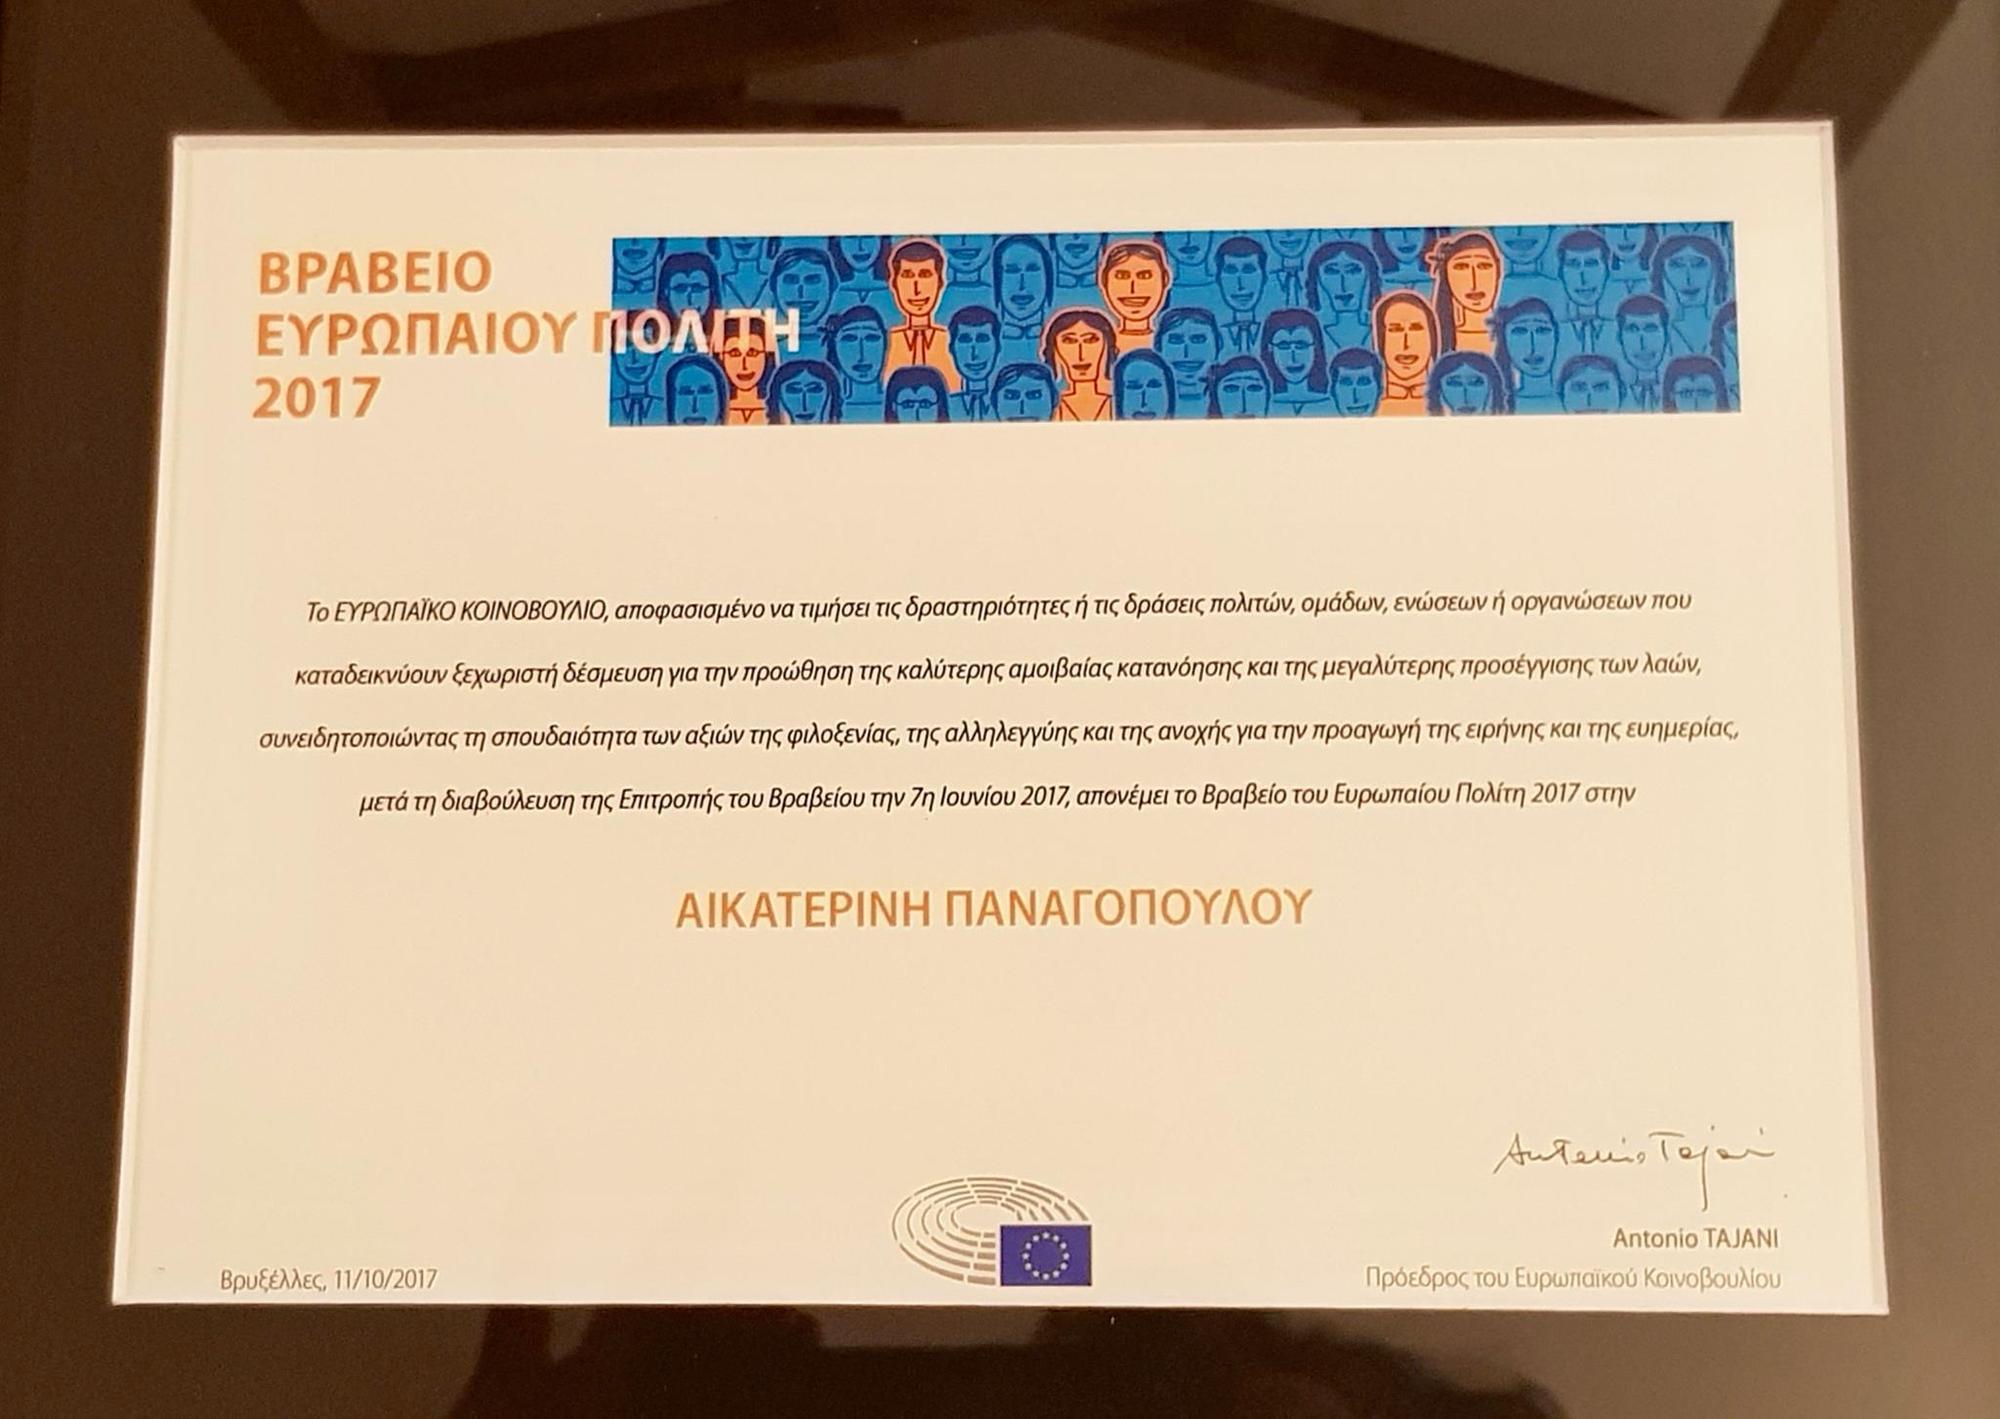 ΒΡΑΒΕΙΟ
ΕΥΡΩΠΑΙΟΥ ΠΟΛΙΤΗ
2017
Το ΕΥΡΩΠΑΪΚΟ ΚΟΙΝΟΒΟΥΛΙΟ, αποφασισμένο να τιμήσει τις δραστηριότητες ή τις δράσεις πολιτών, ομάδων, ενώσεων ή οργανώσεων που
καταδεικνύουν ξεχωριστή δέσμευση για την προώθηση της καλύτερης αμοιβαίας κατανόησης και της μεγαλύτερης προσέγγισης των λαών,
συνειδητοποιώντας τη σπουδαιότητα των αξιών της φιλοξενίας, της αλληλεγγύης και της ανοχής για την προαγωγή της ειρήνης και της ευημερίας,
μετά τη διαβούλευση της Επιτροπής του Βραβείου την 7η Ιουνίου 2017, απονέμει το Βραβείο του Ευρωπαίου Πολίτη 2017 στην
ΑΙΚΑΤΕΡΙΝΗ ΠΑΝΑΓΟΠΟΥΛΟΥ
Antonio Tajani
Antonio TAJANI
Πρόεδρος του Ευρωπαϊκού Κοινοβουλίου
Βρυξέλλες, 11/10/2017